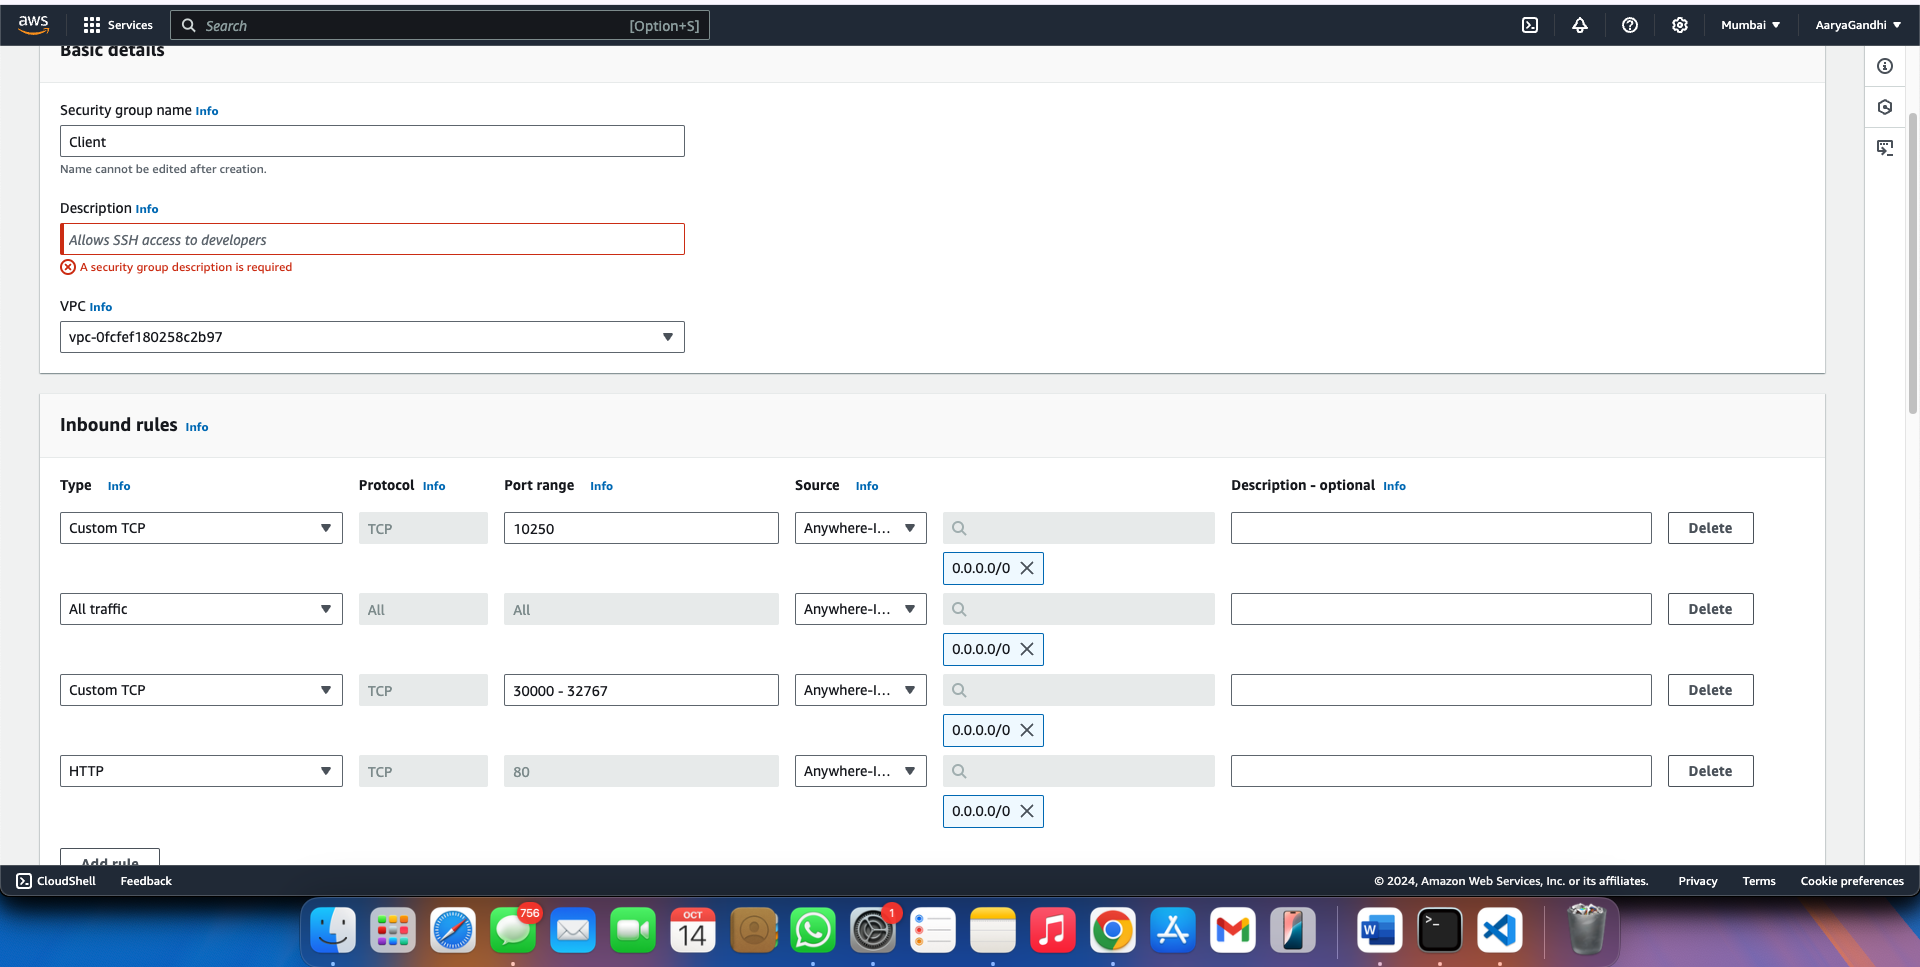 aws Services Search [Option+S] Mumbai AaryaGandhi
Basic details
Security group name Info
Client
Name cannot be edited after creation.
Description Info
Allows SSH access to developers
A security group description is required
VPC Info
vpc-0fcfef180258c2b97
Inbound rules Info
Type Info Protocol Info Port range Info Source Info Description - optional Info
Custom TCP TCP 10250 Anywhere-I... Delete
0.0.0.0/0
All traffic All All Anywhere-I... Delete
0.0.0.0/0
Custom TCP TCP 30000 - 32767 Anywhere-I... Delete
0.0.0.0/0
HTTP TCP 80 Anywhere-I... Delete
0.0.0.0/0
Add rule
CloudShell Feedback © 2024, Amazon Web Services, Inc. or its affiliates. Privacy Terms Cookie preferences
756 OCT 1
14 W